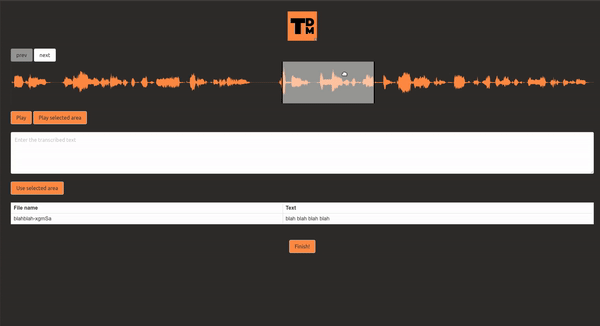 TDM
prev next
Play Play selected area
Enter the transcribed text
Use selected area
File name Text
blahblah-xgmSa blah blah blah blah
Finish!